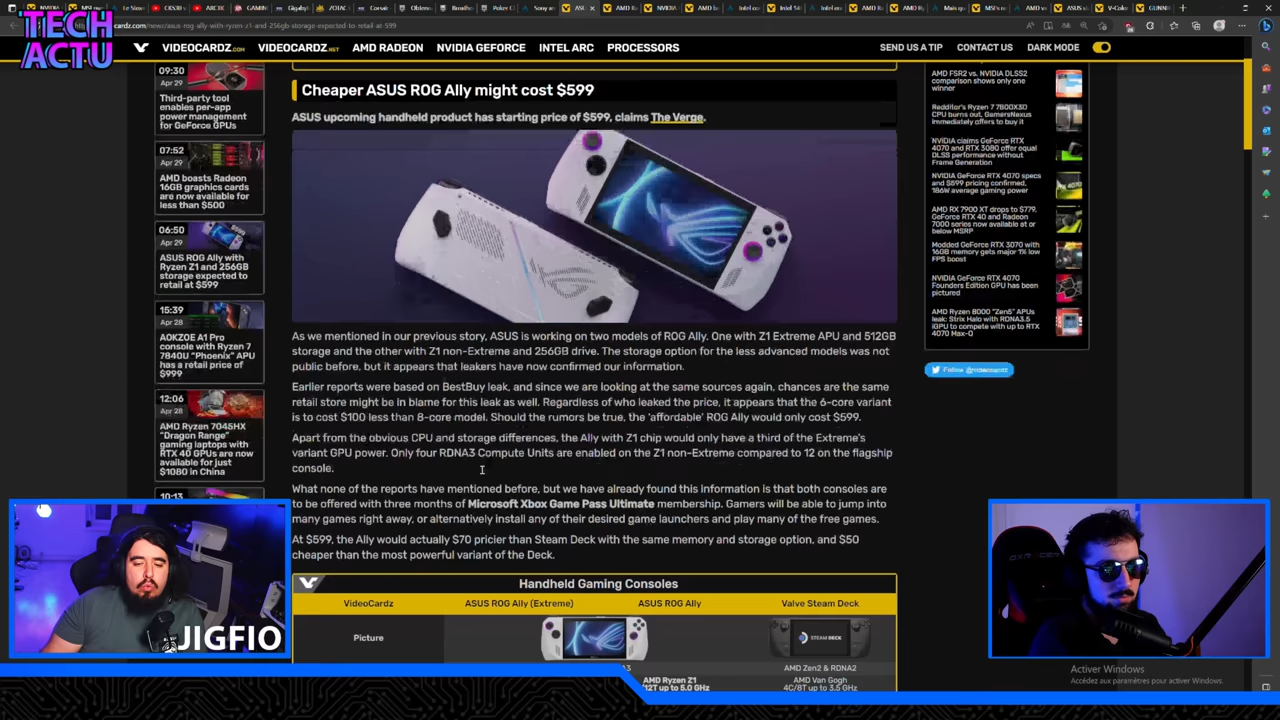 TECH
ACTU
cardz.com/newz/asus-rog-ally-with-ryzen-z1-and-256gb-storage-expected-to-retail-at-599
VIDEOCARDZ.COM
VIDEOCARDZ.NET
AMD RADEON
NVIDIA GEFORCE
INTEL ARC
PROCESSORS
SEND US A TIP
CONTACT US
DARK MODE
09:30
Apr 29
Third-party tool
enables per-app
power management
for GeForce GPUs
07:52
Apr 29
AMD boasts Radeon
16GB graphics cards
are now available for
less than $500
06:50
Apr 29
ASUS ROG Ally with
Ryzen Z1 and 256GB
storage expected to
retail at $599
15:39
Apr 28
AOKZOE A1 Pro
console with Ryzen 7
7840U "Phoenix" APU
has a retail price of
$999
12:06
Apr 28
AMD Ryzen 7045HX
"Dragon Range"
gaming laptops with
RTX 40 GPUs are now
available for just
$1080 in China
10:13
Cheaper ASUS ROG Ally might cost $599
ASUS upcoming handheld product has starting price of $599, claims The Verge.
As we mentioned in our previous story, ASUS is working on two models of ROG Ally. One with Z1 Extreme APU and 512GB
storage and the other with Z1 non-Extreme and 256GB drive. The storage option for the less advanced models was not
public before, but it appears that leakers have now confirmed our information.
Earlier reports were based on BestBuy leak, and since we are looking at the same sources again, chances are the same
retail store might be in blame for this leak as well. Regardless of who leaked the price, it appears that the 6-core variant
is to cost $100 less than 8-core model. Should the rumors be true, the 'affordable' ROG Ally would only cost $599.
Apart from the obvious CPU and storage differences, the Ally with Z1 chip would only have a third of the Extreme's
variant GPU power. Only four RDNA3 Compute Units are enabled on the Z1 non-Extreme compared to 12 on the flagship
console.
What none of the reports have mentioned before, but we have already found this information is that both consoles are
to be offered with three months of Microsoft Xbox Game Pass Ultimate membership. Gamers will be able to jump into
many games right away, or alternatively install any of their desired game launchers and play many of the free games.
At $599, the Ally would actually $70 pricier than Steam Deck with the same memory and storage option, and $50
cheaper than the most powerful variant of the Deck.
Handheld Gaming Consoles
VideoCardz
ASUS ROG Ally (Extreme)
ASUS ROG Ally
Valve Steam Deck
Picture
STEAM DECK
AMD Zen2 & RDNA2
AMD Ryzen Z1
AMD Van Gogh
12T up to 5.0 GHz
4C/8T up to 3.5 GHz
AMD FSR2 vs. NVIDIA DLSS2
comparison shows only one
winner
Redditor's Ryzen 7 7800X3D
CPU burns out, GamersNexus
immediately offers to buy it
NVIDIA claims GeForce RTX
4070 and RTX 3080 offer equal
DLSS performance without
Frame Generation
NVIDIA GeForce RTX 4070 specs
and $599 pricing confirmed,
186W average gaming power
AMD RX 7900 XT drops to $779,
GeForce RTX 40 and Radeon
7000 series now available at or
below MSRP
Modded GeForce RTX 3070 with
16GB memory gets major 1% low
FPS boost
NVIDIA GeForce RTX 4070
Founders Edition GPU has been
pictured
AMD Ryzen 8000 "Zen5" APUs
leak: Strix Halo with RDNA3.5
iGPU to compete with up to RTX
4070 Max-Q
Follow @videocardz
JIGFIO
Activer Windows
Accédez aux paramètres pour activer Windows.